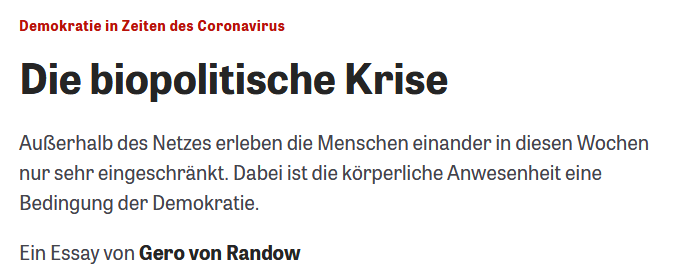 Demokratie in Zeiten des Coronavirus
Die biopolitische Krise
Außerhalb des Netzes erleben die Menschen einander in diesen Wochen
nur sehr eingeschränkt. Dabei ist die körperliche Anwesenheit eine
Bedingung der Demokratie.
Ein Essay von Gero von Randow